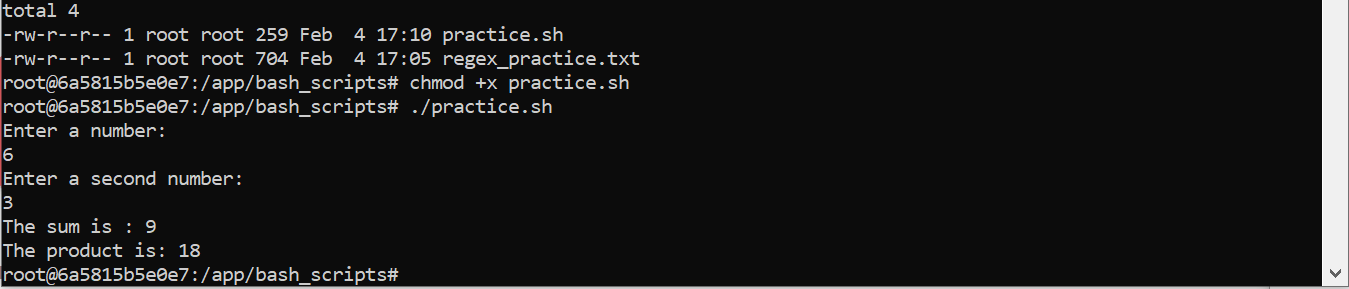 total 4
-rw-r--r-- 1 root root 259 Feb  4 17:10 practice.sh
-rw-r--r-- 1 root root 704 Feb  4 17:05 regex_practice.txt
root@6a5815b5e0e7:/app/bash_scripts# chmod +x practice.sh
root@6a5815b5e0e7:/app/bash_scripts# ./practice.sh
Enter a number:
6
Enter a second number:
3
The sum is : 9
The product is: 18
root@6a5815b5e0e7:/app/bash_scripts#